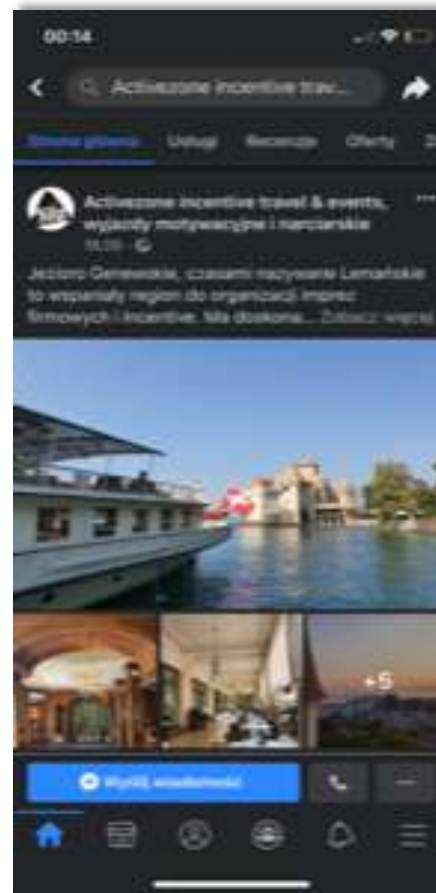 00:14
Activezone incentive trav...
Strona główna Usługi Recenzje Oferty Z
Activezone incentive travel & events,
wyjazdy motywacyjne i narciarskie
Jezioro Genewskie, czasami nazywane Lemańskie
to wspaniały region do organizacji imprez
firmowych i incentive. Ma doskona... Zobacz więcej
+5
Wyślij wiadomość